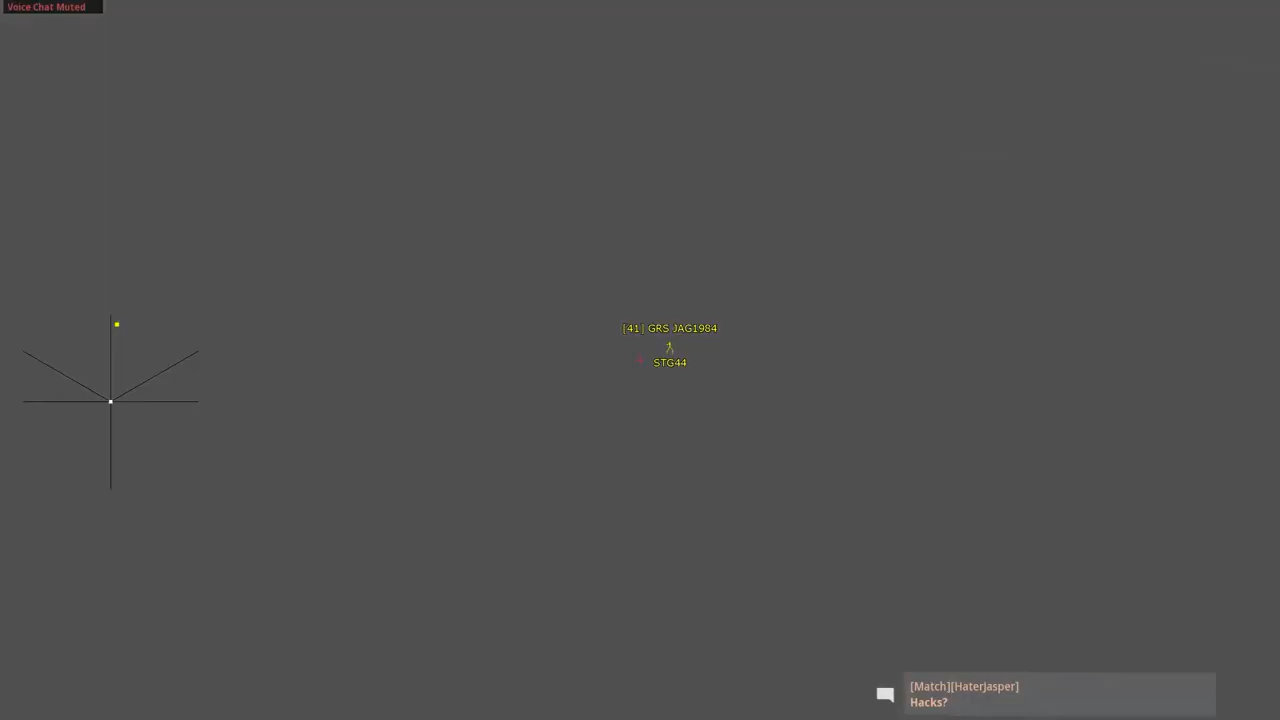 Voice Chat Muted
[41] GRS JAG1984
STG44
[Match][HaterJasper]
Hacks?